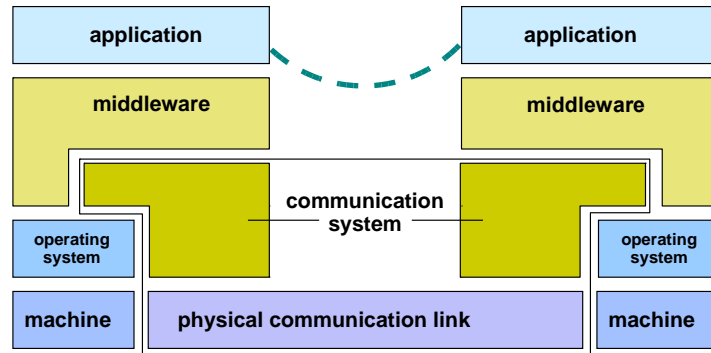 application
application
middleware
middleware
communication
system
operating
system
operating
system
machine
physical communication link
machine